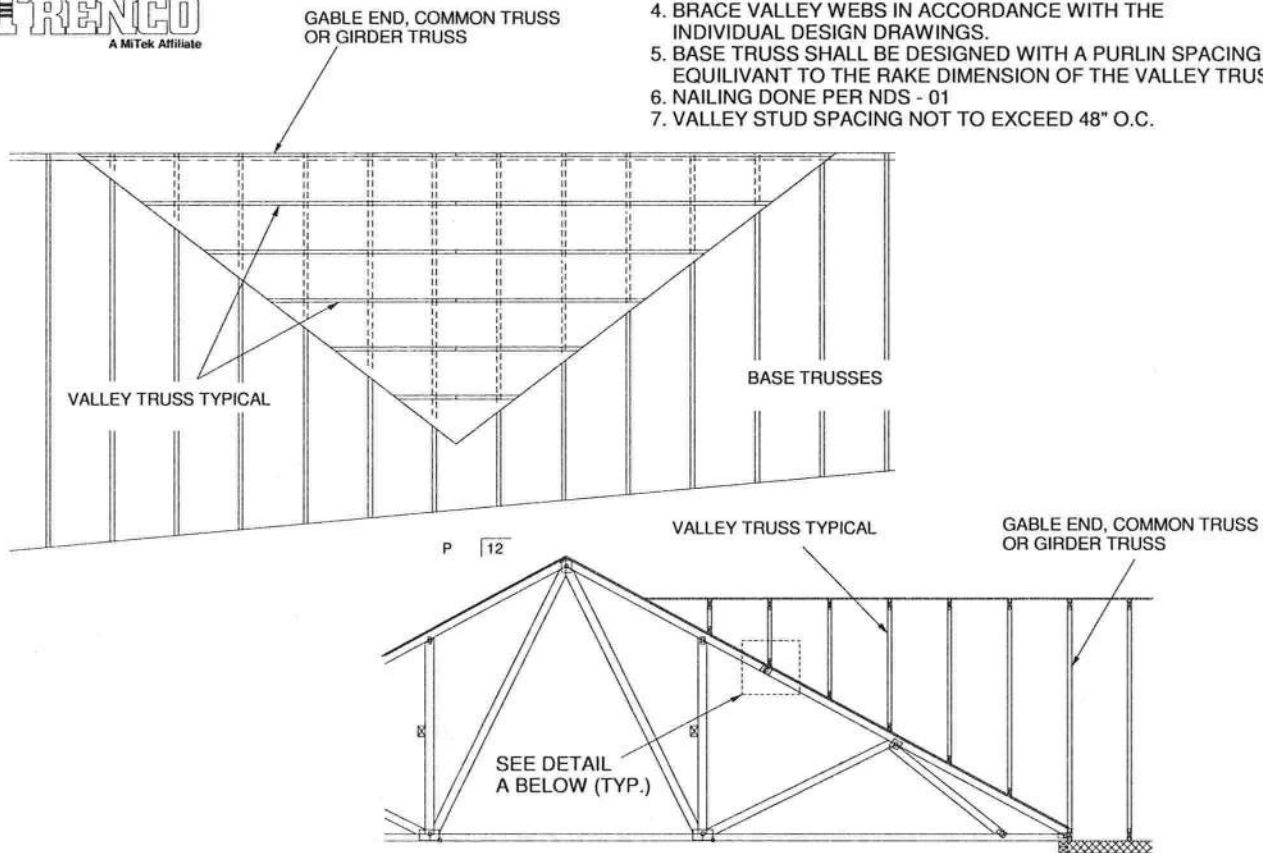 TRENCO
A MiTek Affiliate
GABLE END, COMMON TRUSS
OR GIRDER TRUSS
4. BRACE VALLEY WEBS IN ACCORDANCE WITH THE
INDIVIDUAL DESIGN DRAWINGS.
5. BASE TRUSS SHALL BE DESIGNED WITH A PURLIN SPACING
EQUILIVANT TO THE RAKE DIMENSION OF THE VALLEY TRUS
6. NAILING DONE PER NDS - 01
7. VALLEY STUD SPACING NOT TO EXCEED 48" O.C.
VALLEY TRUSS TYPICAL
BASE TRUSSES
P 12
VALLEY TRUSS TYPICAL
GABLE END, COMMON TRUSS
OR GIRDER TRUSS
SEE DETAIL
A BELOW (TYP.)